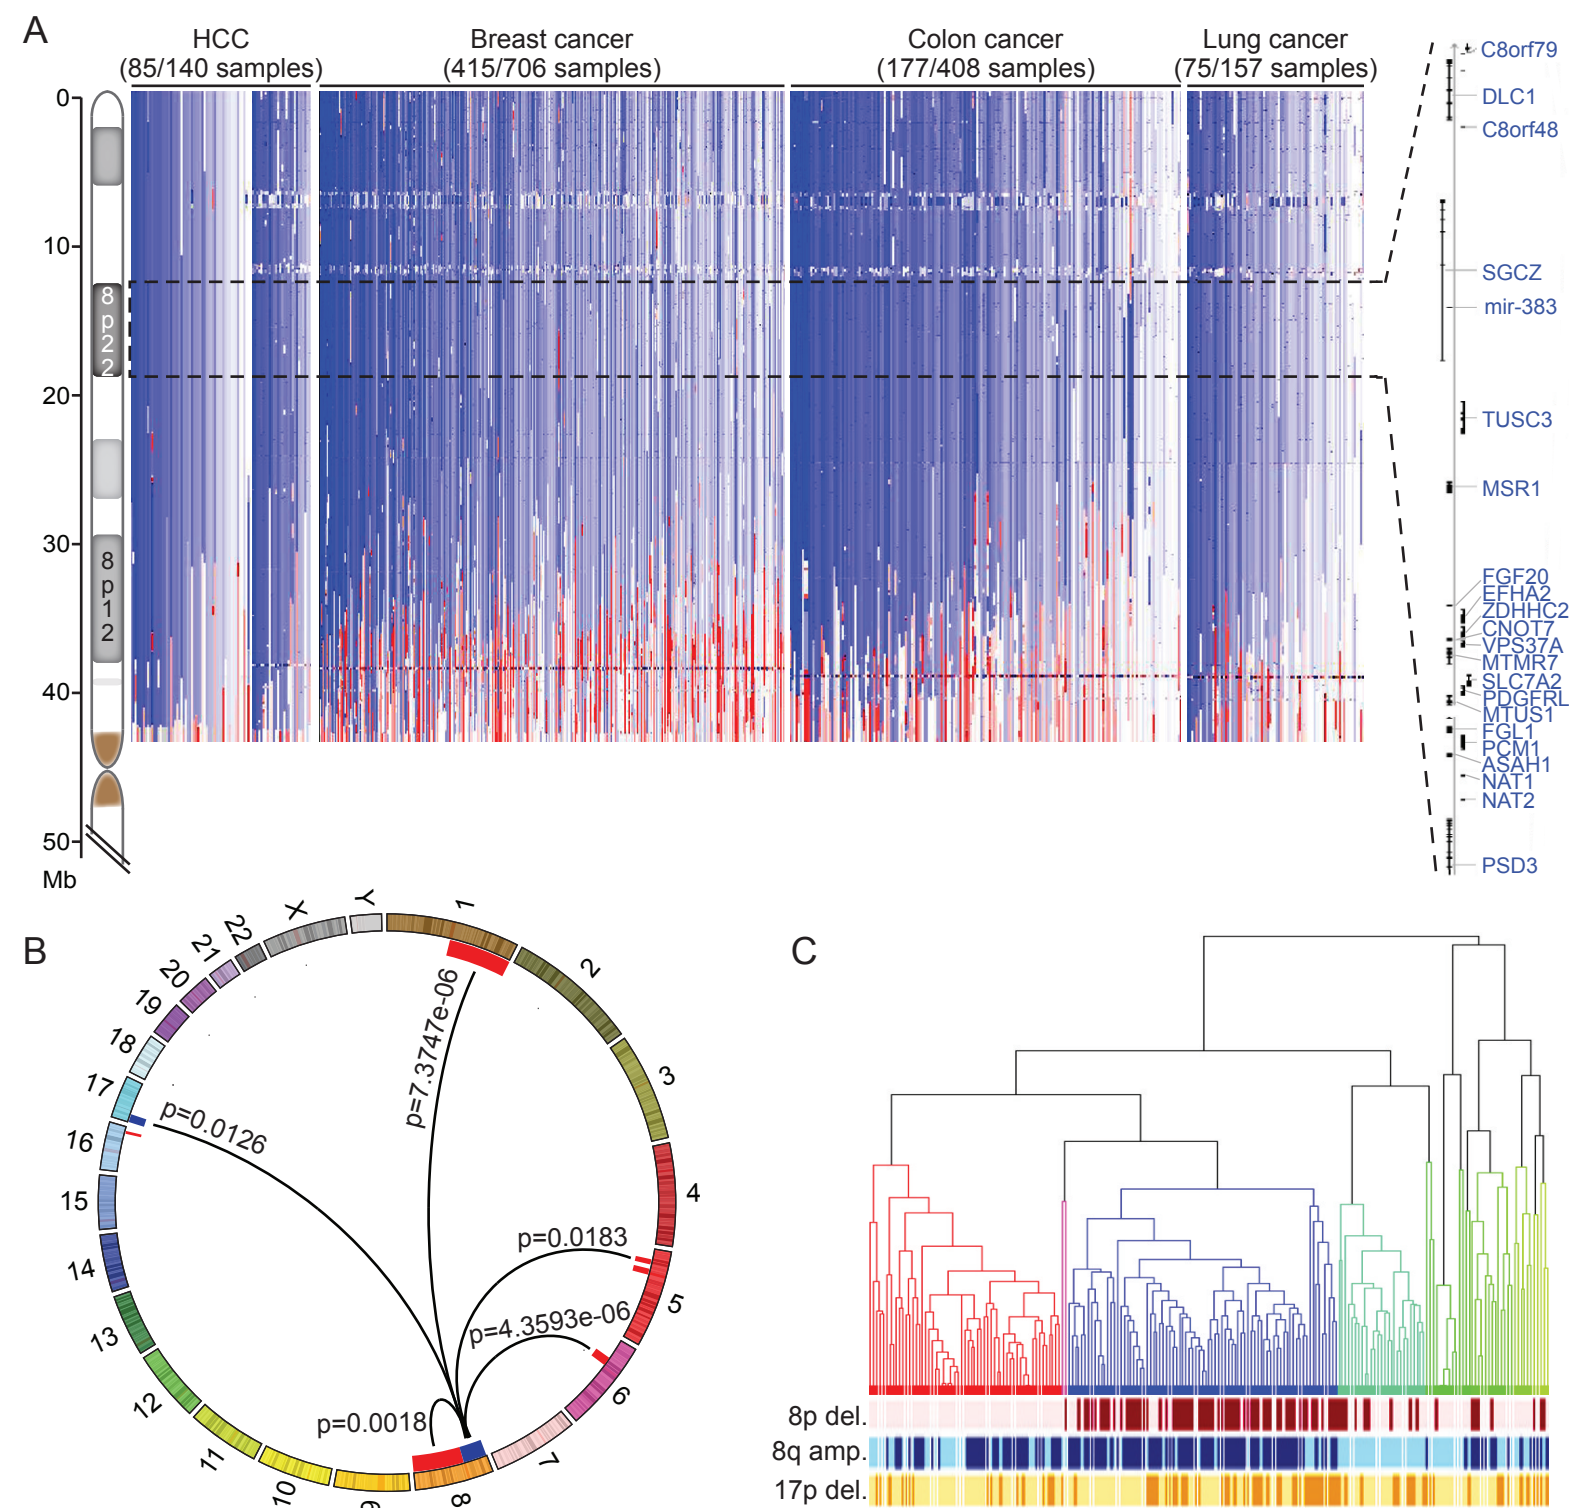 A
HCC
(85/140 samples)
Breast cancer
(415/706 samples)
Colon cancer
(177/408 samples)
Lung cancer
(75/157 samples)
0
10
20
30
40
50
Mb
8p22
8p12
C8orf79
DLC1
C8orf48
SGCZ
mir-383
TUSC3
MSR1
FGF20
EFHA2
ZDHHC2
CNOT7
VPS37A
MTMR7
SLC7A2
PDGFRL
MTUS1
FGL1
PCM1
ASAH1
NAT1
NAT2
PSD3
B
1
2
3
4
5
6
7
8
9
10
11
12
13
14
15
16
17
18
19
20
21
22
X
Y
p=7.3747e-06
p=0.0126
p=0.0183
p=4.3593e-06
p=0.0018
C
8p del.
8q amp.
17p del.